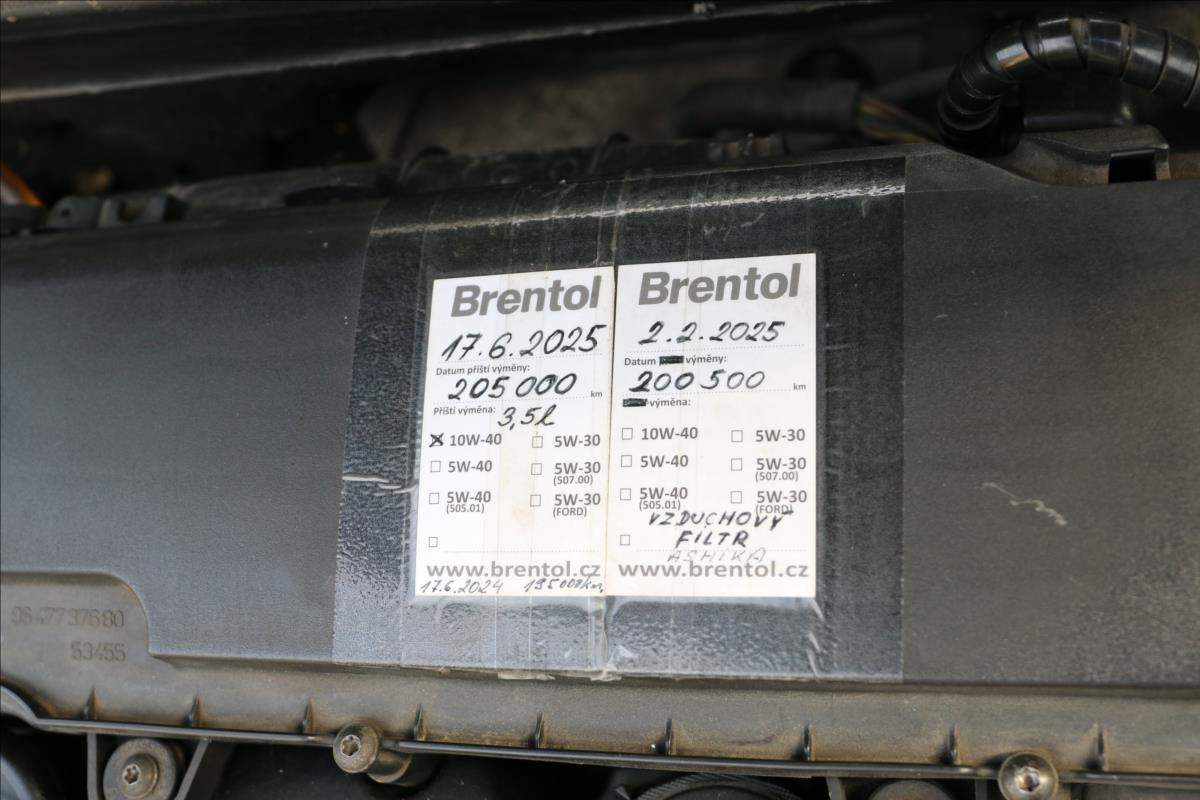 Brentol
17.6.2025
Datum příští výměny:
205 000 km
Příští výměna: 3,5l
10W-40 5W-30
5W-40 5W-30
(507.00)
5W-40 5W-30
(505.01) (FORD)
www.brentol.cz
17.6.2024 195 000km,
Brentol
2.2.2025
Datum výměny:
200 500 km
výměna:
10W-40 5W-30
5W-40 5W-30
(507.00)
5W-40 5W-30
(505.01) (FORD)
VZDUCHOVÝ
FILTR
ASHIKA
www.brentol.cz
53455